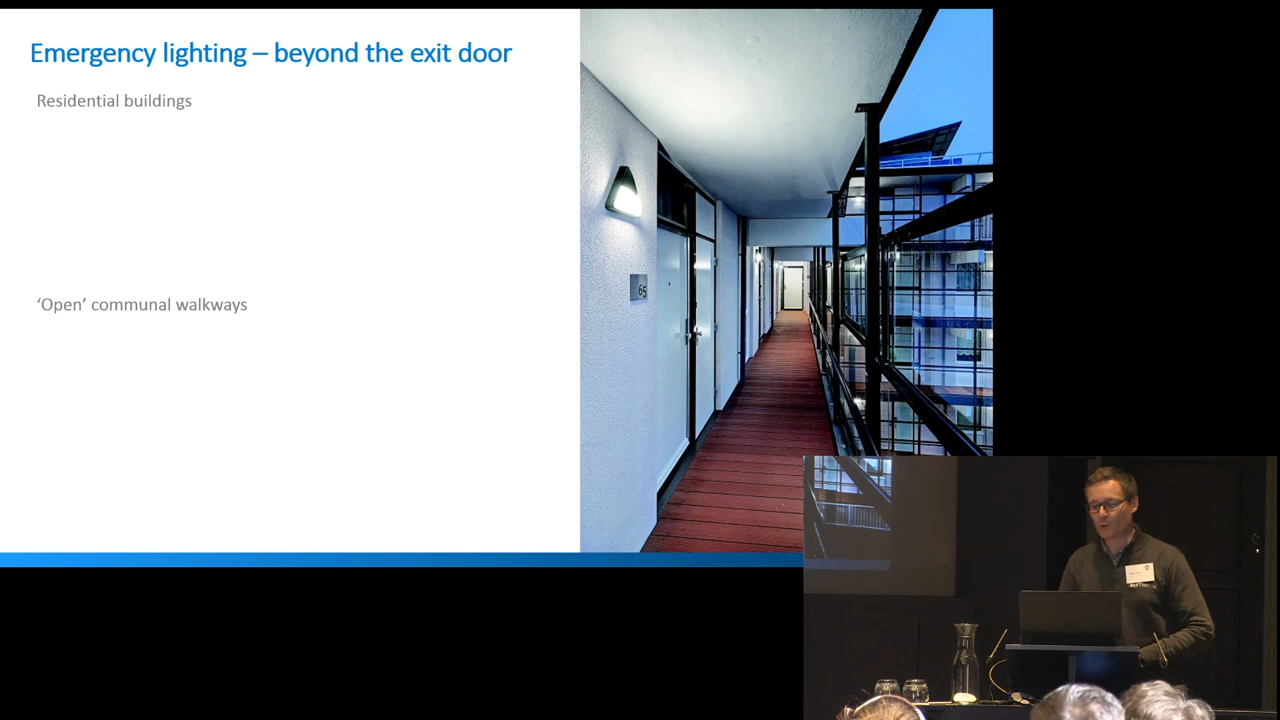 Emergency lighting – beyond the exit door
Residential buildings
‘Open’ communal walkways
65